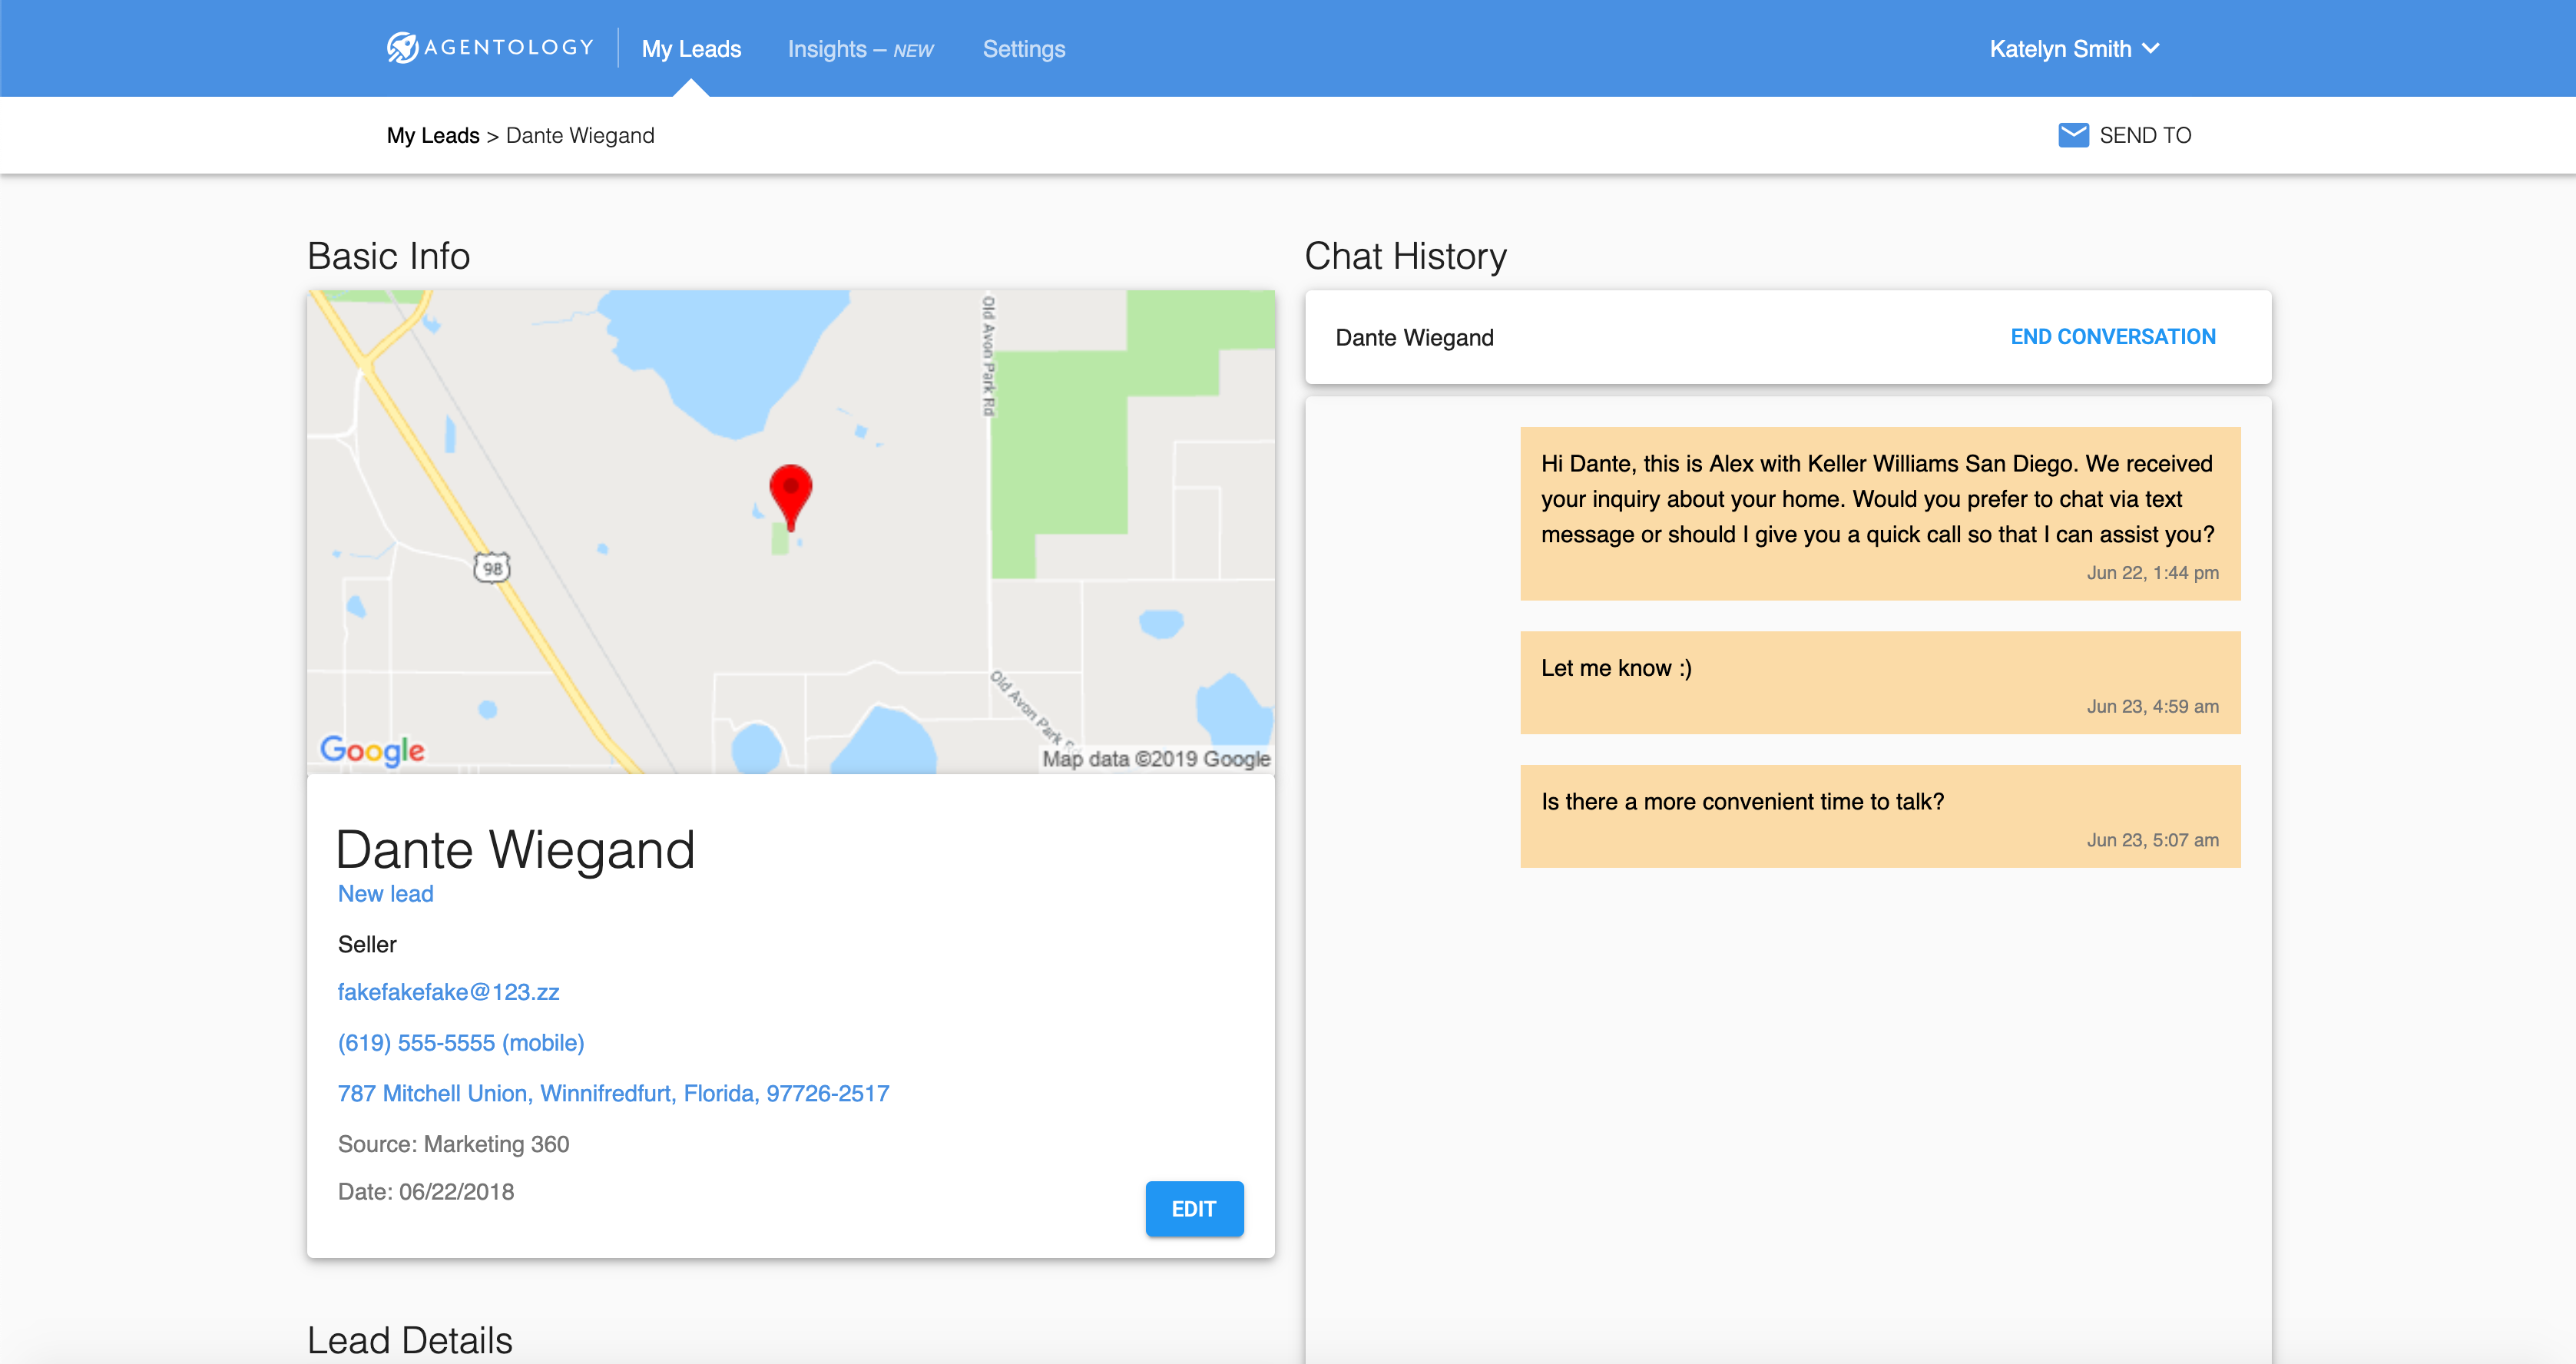 AGENTOLOGY
My Leads
Insights – NEW
Settings
Katelyn Smith
My Leads > Dante Wiegand
SEND TO
Basic Info
Old Avon Park Rd
98
Old Avon Park
Google
Map data ©2019 Google
Dante Wiegand
New lead
Seller
fakefakefake@123.zz
(619) 555-5555 (mobile)
787 Mitchell Union, Winnifredfurt, Florida, 97726-2517
Source: Marketing 360
Date: 06/22/2018
EDIT
Lead Details
Chat History
Dante Wiegand
END CONVERSATION
Hi Dante, this is Alex with Keller Williams San Diego. We received
your inquiry about your home. Would you prefer to chat via text
message or should I give you a quick call so that I can assist you?
Jun 22, 1:44 pm
Let me know :)
Jun 23, 4:59 am
Is there a more convenient time to talk?
Jun 23, 5:07 am